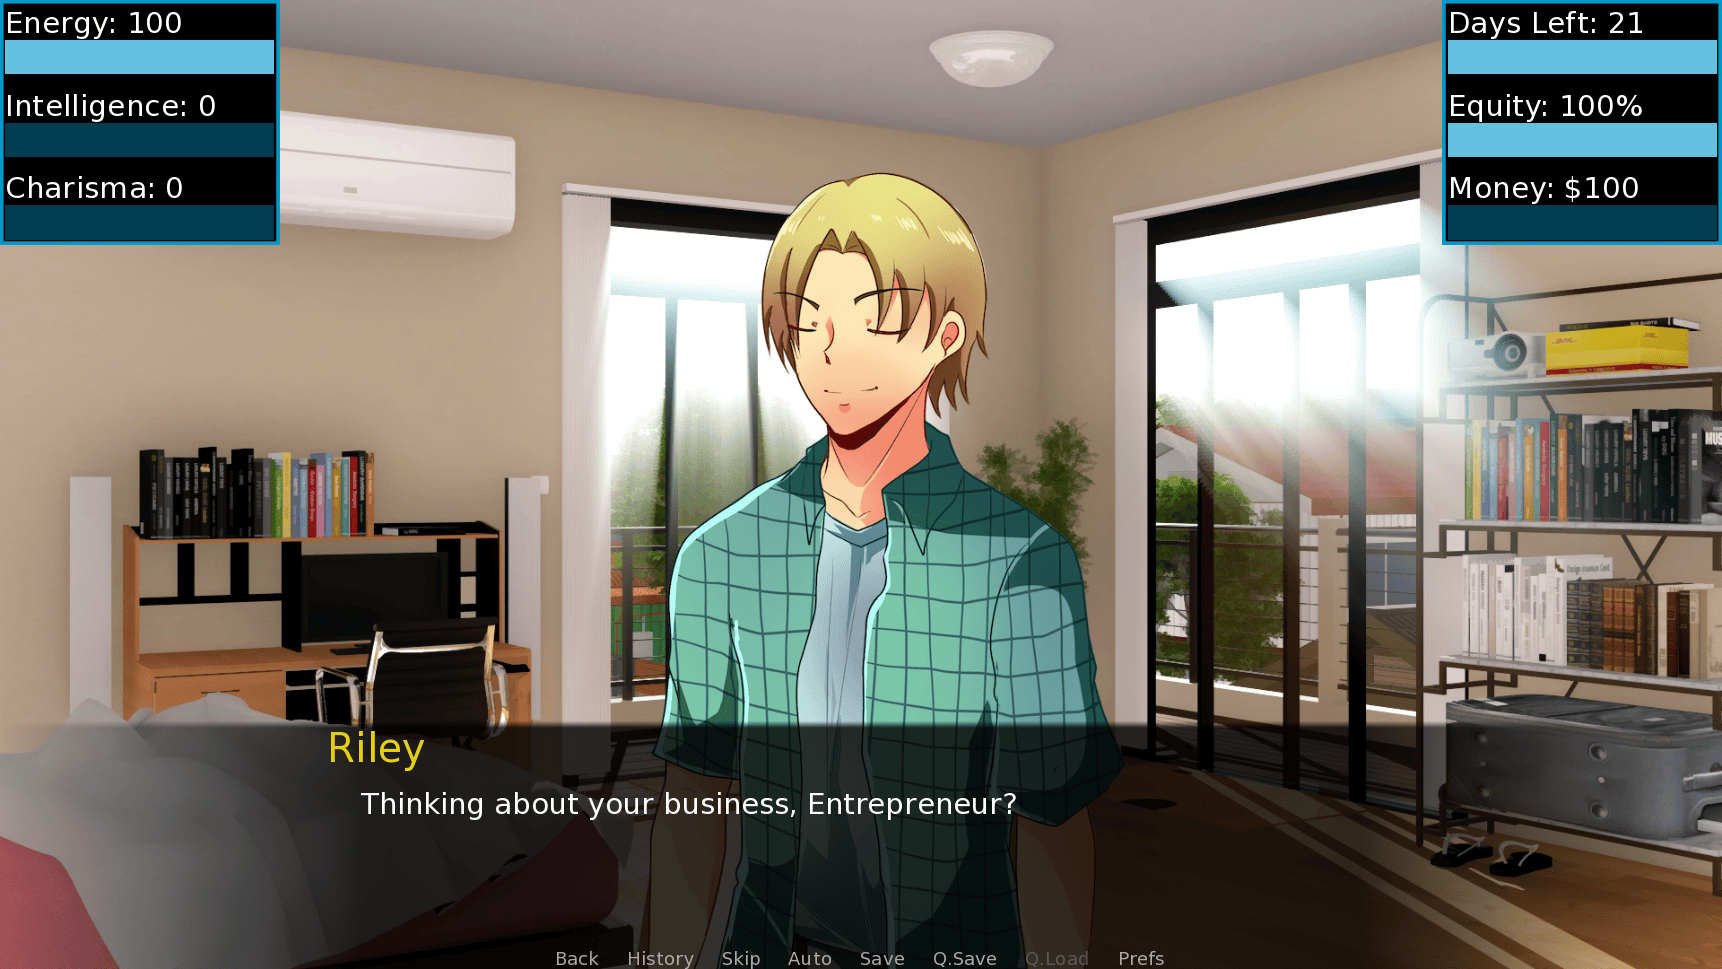 Energy: 100
Intelligence: 0
Charisma: 0
Days Left: 21
Equity: 100%
Money: $100
Riley
Thinking about your business, Entrepreneur?
Back History Skip Auto Save Q.Save Q.Load Prefs